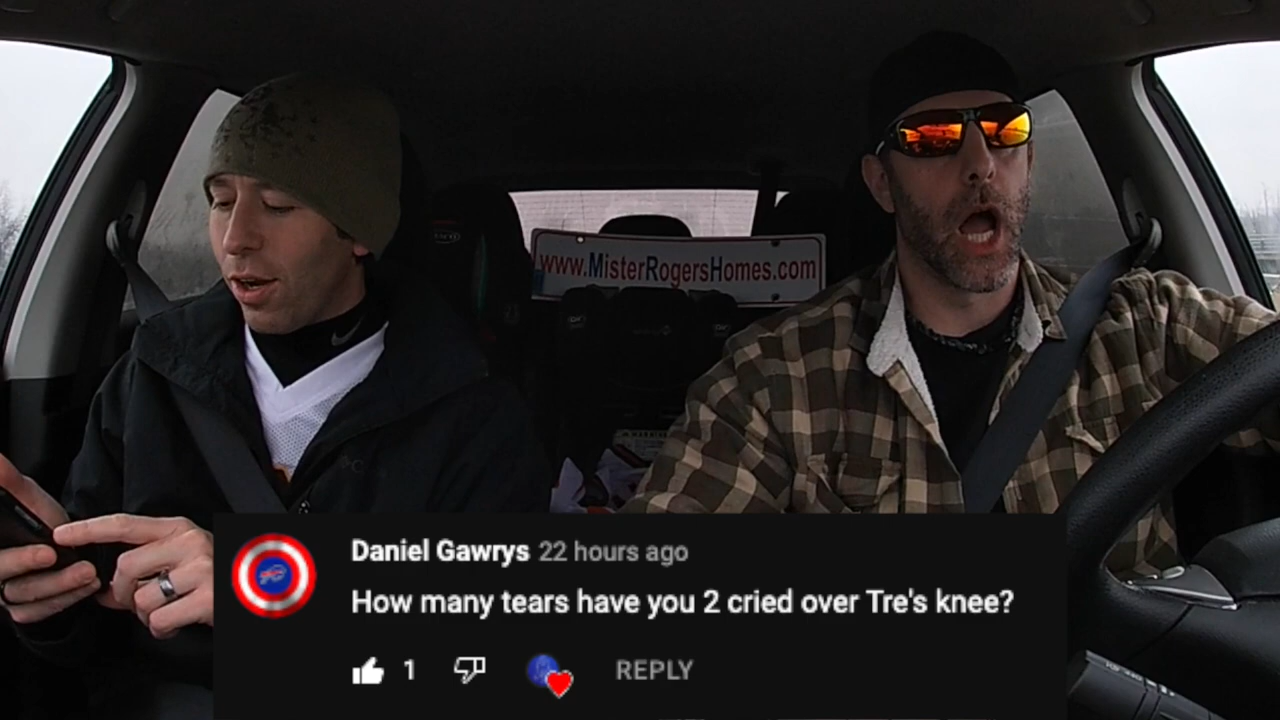 www.MisterRogersHomes.com
Daniel Gawrys 22 hours ago
How many tears have you 2 cried over Tre's knee?
1
REPLY